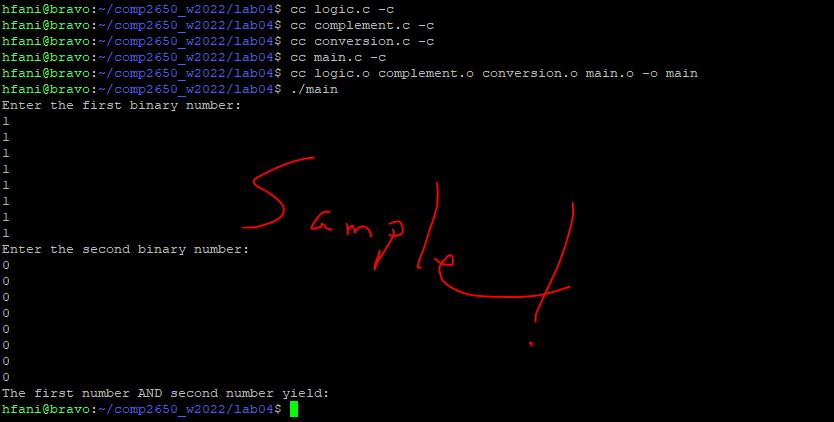 hfani@bravo:~/comp2650_w2022/lab04$ cc logic.c -c
hfani@bravo:~/comp2650_w2022/lab04$ cc complement.c -c
hfani@bravo:~/comp2650_w2022/lab04$ cc conversion.c -c
hfani@bravo:~/comp2650_w2022/lab04$ cc main.c -c
hfani@bravo:~/comp2650_w2022/lab04$ cc logic.o complement.o conversion.o main.o -o main
hfani@bravo:~/comp2650_w2022/lab04$ ./main
Enter the first binary number:
1
1
1
1
1
1
1
1
Sample!
Enter the second binary number:
0
0
0
0
0
0
0
0
The first number AND second number yield:
hfani@bravo:~/comp2650_w2022/lab04$